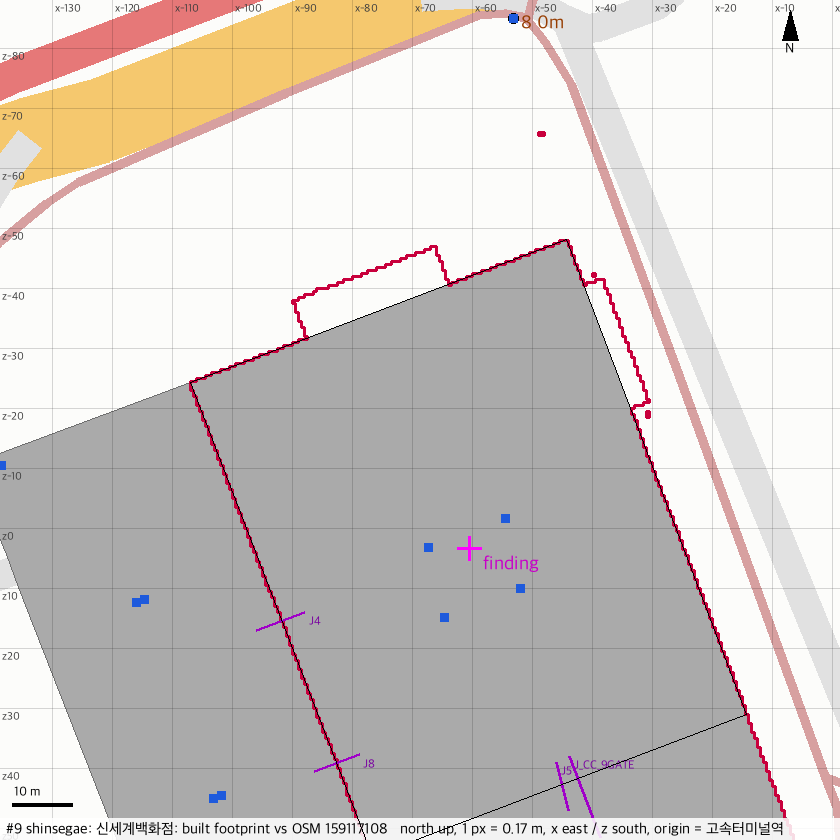 x-130 x-120 x-110 x-100 x-90 x-80 x-70 x-60 x-50 x-40 x-30 x-20 x-10 x
8.0m
N
z-80
z-70
z-60
z-50
z-40
z-30
z-20
z-10
z0
finding
z10
J4
z20
z30
J8
J5 J_CC_9GATE
z40
10 m
#9 shinsegae: 신세계백화점: built footprint vs OSM 159117108 north up, 1 px = 0.17 m, x east / z south, origin = 고속터미널역